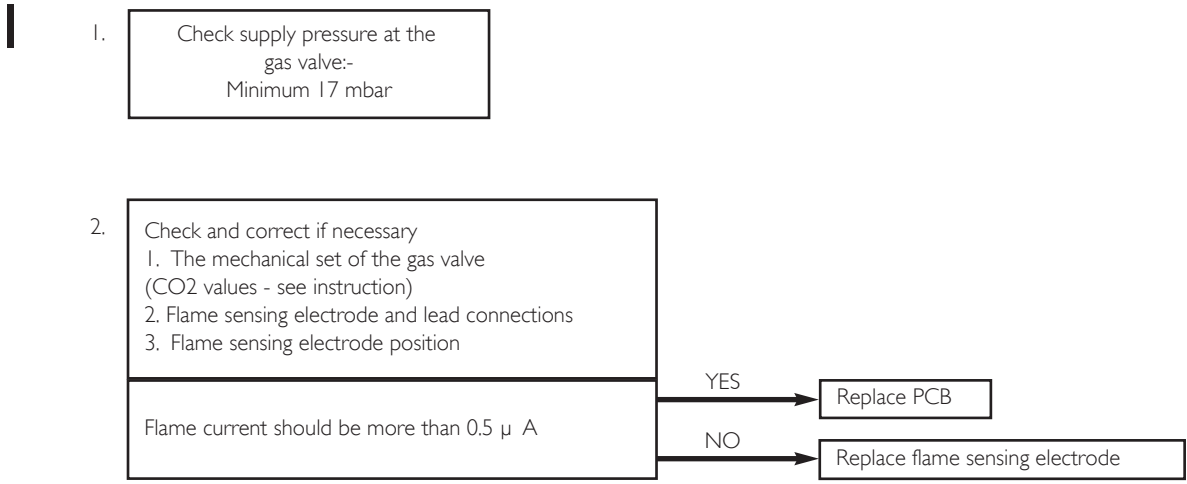 1.
Check supply pressure at the
gas valve:-
Minimum 17 mbar
2.
Check and correct if necessary
1. The mechanical set of the gas valve
(CO2 values - see instruction)
2. Flame sensing electrode and lead connections
3. Flame sensing electrode position
YES
Replace PCB
Flame current should be more than 0.5 µ A
NO
Replace flame sensing electrode